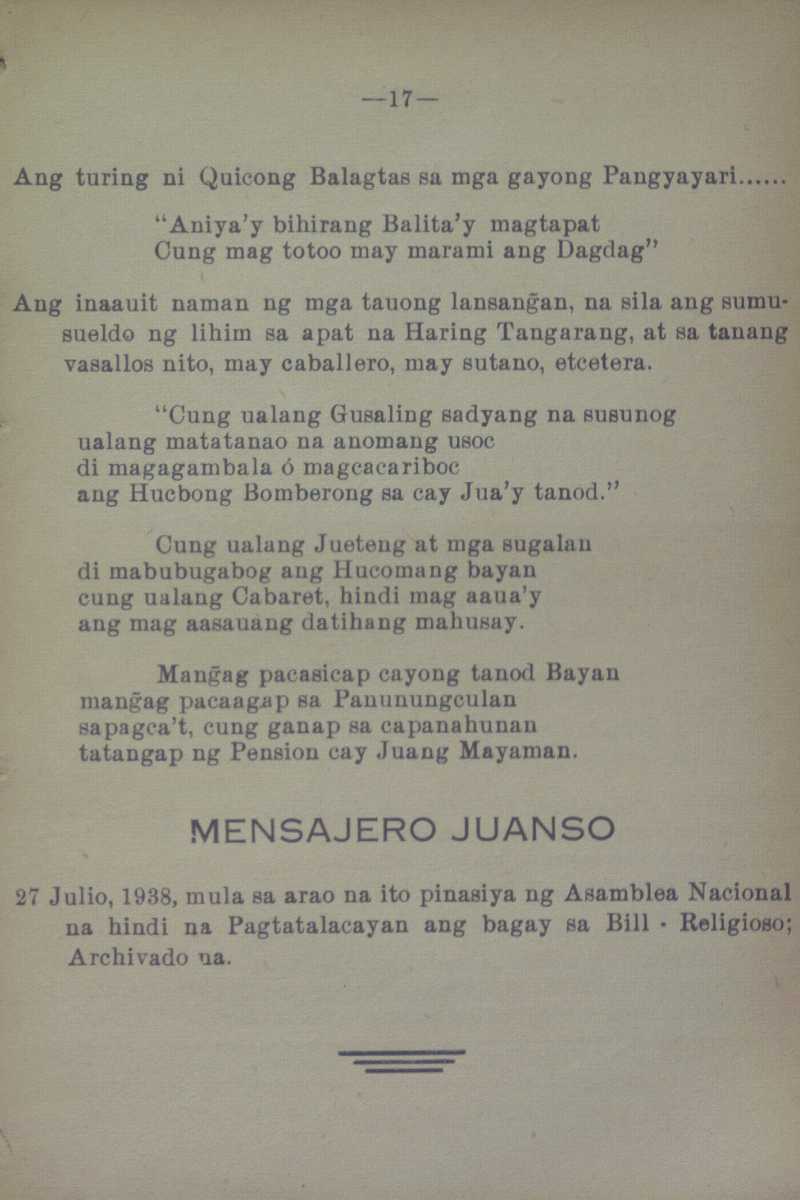 —17—
Ang turing ni Quicong Balagtas sa mga gayong Pangyayari......
“Aniya’y bihirang Balita’y magtapat
Cung mag totoo may marami ang Dagdag”
Ang inaauit naman ng mga tauong lansang̃an, na sila ang sumu-
sueldo ng lihim sa apat na Haring Tangarang, at sa tanang
vasallos nito, may caballero, may sutano, etcetera.
“Cung ualang Gusaling sadyang na susunog
ualang matatanao na anomang usoc
di magagambala ó magcacariboc
ang Hucbong Bomberong sa cay Jua’y tanod.”
Cung ualang Jueteng at mga sugalan
di mabubugabog ang Hucomang bayan
cung ualang Cabaret, hindi mag aaua’y
ang mag aasauang datihang mahusay.
Mang̃ag pacasicap cayong tanod Bayan
mang̃ag pacaagap sa Panunungculan
sapagca’t, cung ganap sa capanahunan
tatangap ng Pension cay Juang Mayaman.
MENSAJERO JUANSO
27 Julio, 1938, mula sa arao na ito pinasiya ng Asamblea Nacional
na hindi na Pagtatalacayan ang bagay sa Bill - Religioso;
Archivado na.